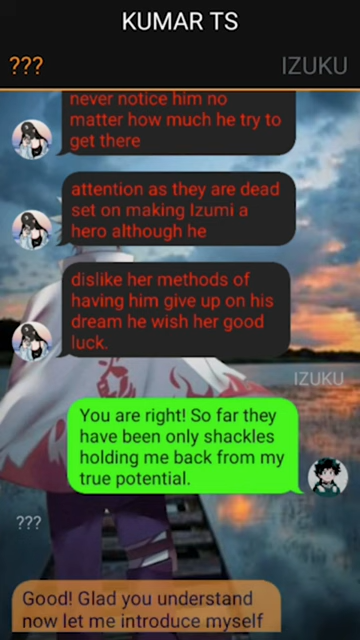 KUMAR TS
??? IZUKU
never notice him no
matter how much he try to
get there
attention as they are dead
set on making Izumi a
hero although he
dislike her methods of
having him give up on his
dream he wish her good
luck.
IZUKU
You are right! So far they
have been only shackles
holding me back from my
true potential.
???
Good! Glad you understand
now let me introduce myself